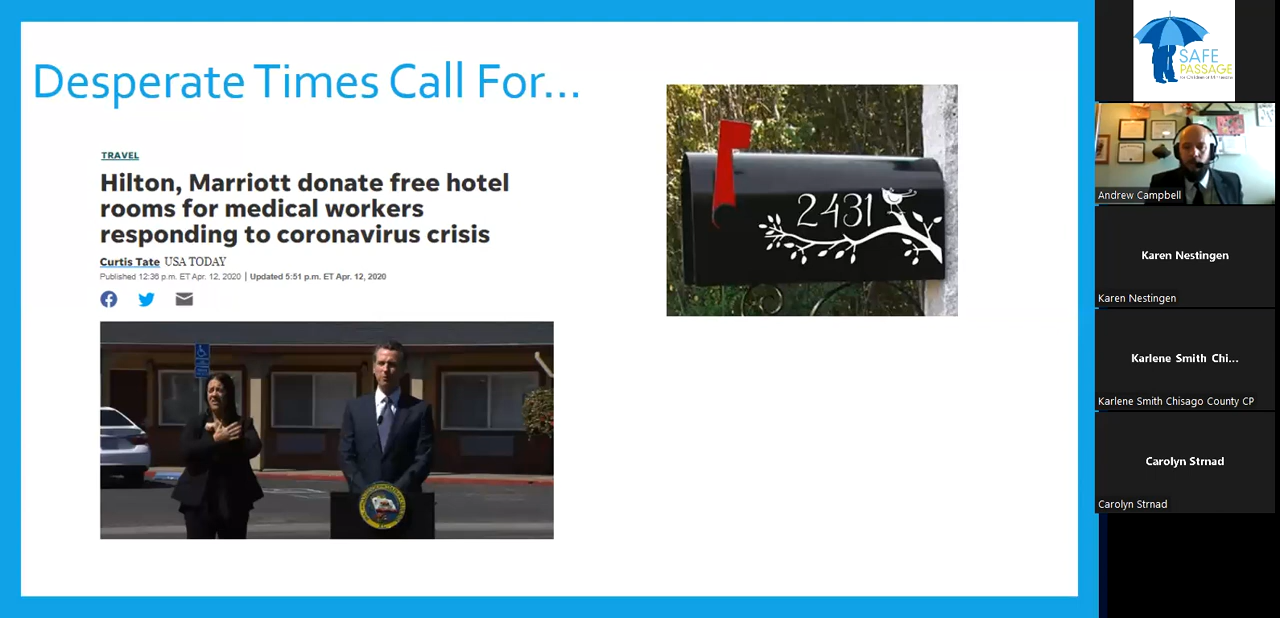 Desperate Times Call For...
TRAVEL
Hilton, Marriott donate free hotel
rooms for medical workers
responding to coronavirus crisis
Curtis Tate USA TODAY
Published 12:36 p.m. ET Apr. 12, 2020 | Updated 5:51 p.m. ET Apr. 12, 2020
2431
SAFE
PASSAGE
Andrew Campbell
Karen Nestingen
Karen Nestingen
Karlene Smith Chi...
Karlene Smith Chisago County CP
Carolyn Strnad
Carolyn Strnad